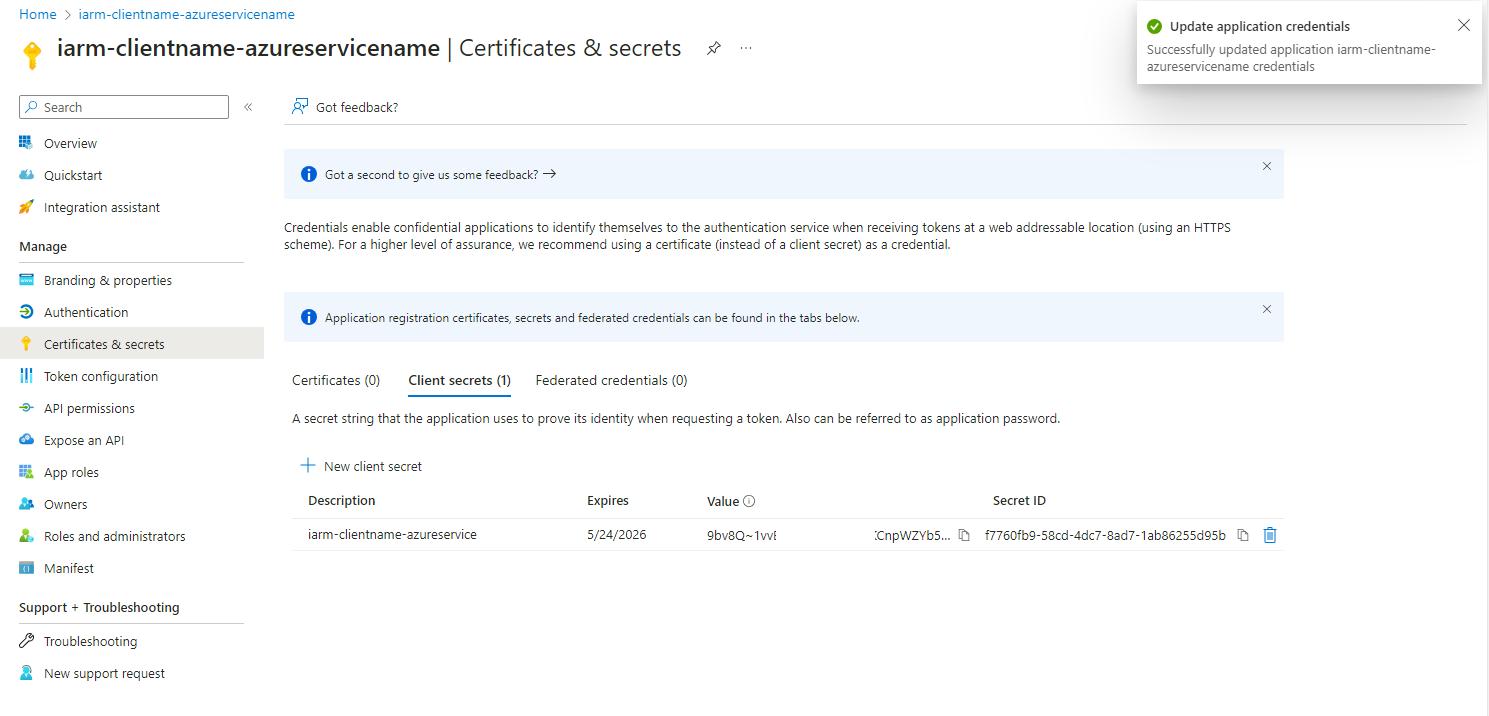 Home > iarm-clientname-azureservicename
iarm-clientname-azureservicename | Certificates & secrets
Update application credentials
Successfully updated application iarm-clientname-
azureservicename credentials
Search
Overview
Quickstart
Integration assistant
Manage
Branding & properties
Authentication
Certificates & secrets
Token configuration
API permissions
Expose an API
App roles
Owners
Roles and administrators
Manifest
Support + Troubleshooting
Troubleshooting
New support request
Got feedback?
Got a second to give us some feedback?
Credentials enable confidential applications to identify themselves to the authentication service when receiving tokens at a web addressable location (using an HTTPS
scheme). For a higher level of assurance, we recommend using a certificate (instead of a client secret) as a credential.
Application registration certificates, secrets and federated credentials can be found in the tabs below.
Certificates (0) Client secrets (1) Federated credentials (0)
A secret string that the application uses to prove its identity when requesting a token. Also can be referred to as application password.
New client secret
Description Expires Value Secret ID
iarm-clientname-azureservice 5/24/2026 f7760fb9-58cd-4dc7-8ad7-1ab86255d95b